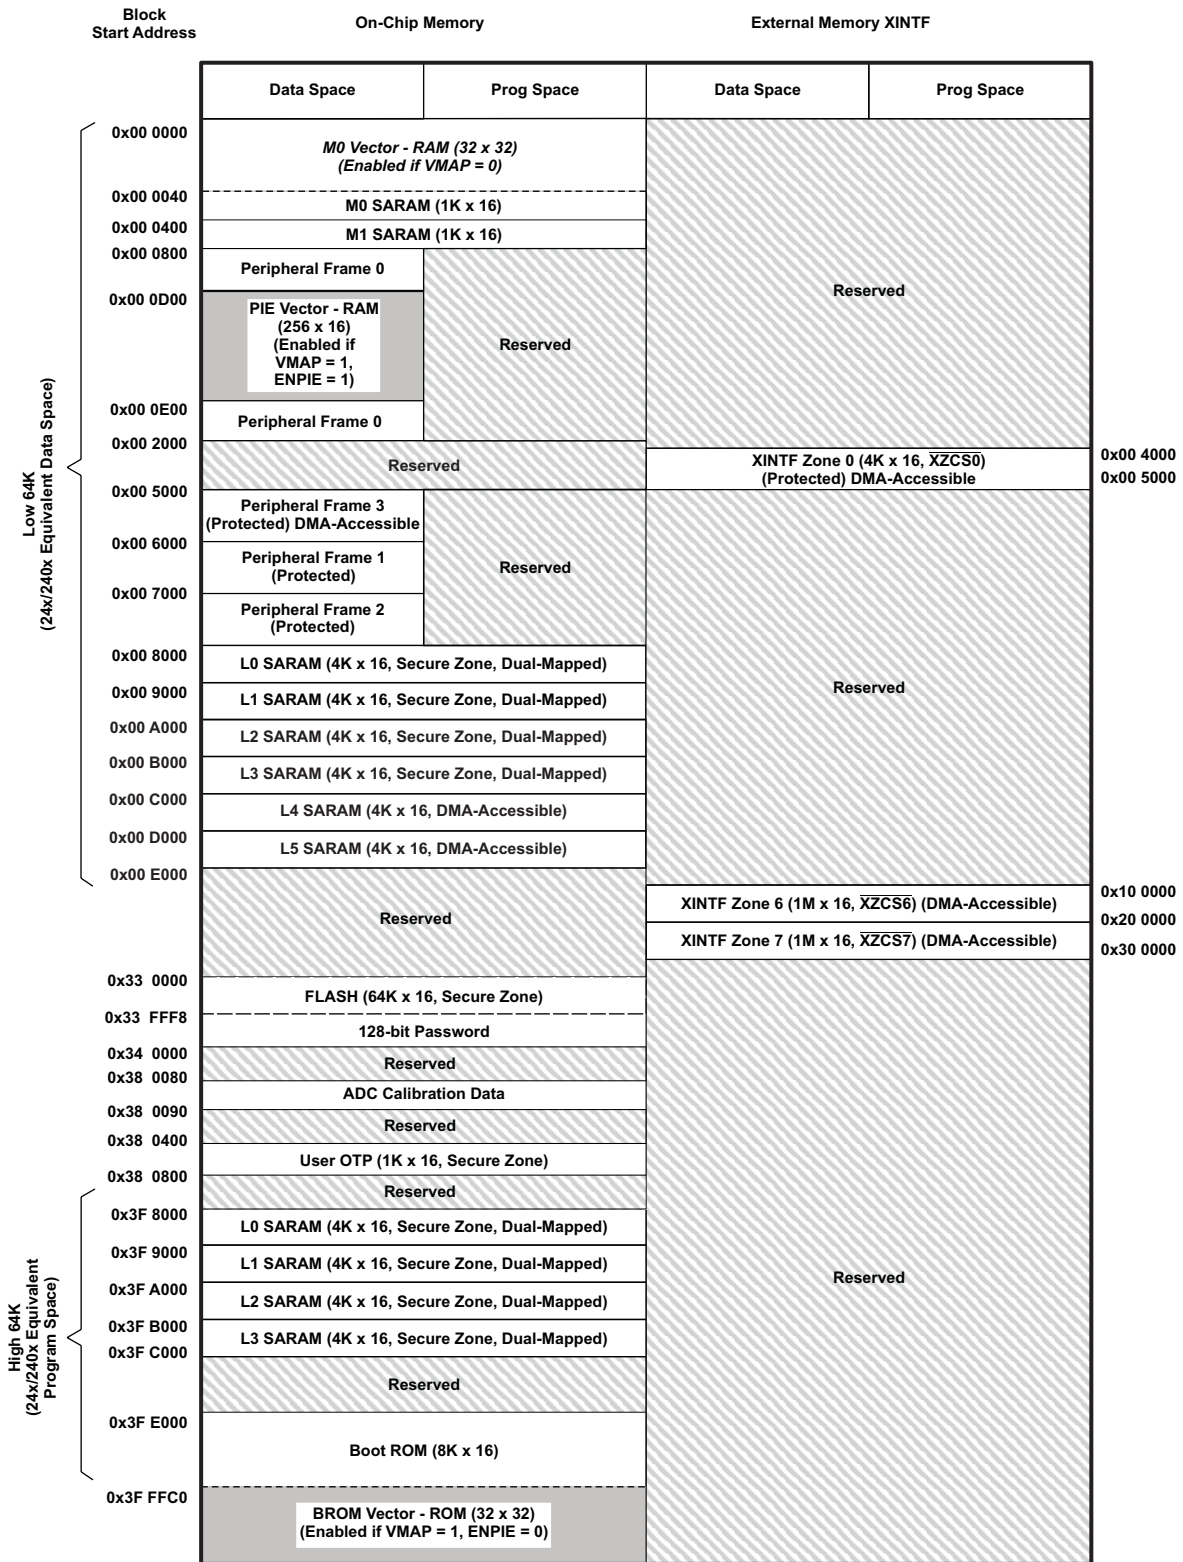 Block
Start Address
On-Chip Memory
External Memory XINTF
Data Space
Prog Space
Data Space
Prog Space
0x00 0000
M0 Vector - RAM (32 x 32)
(Enabled if VMAP = 0)
0x00 0040
M0 SARAM (1K x 16)
0x00 0400
M1 SARAM (1K x 16)
0x00 0800
Peripheral Frame 0
Reserved
0x00 0D00
PIE Vector - RAM
(256 x 16)
(Enabled if
VMAP = 1,
ENPIE = 1)
Reserved
0x00 0E00
Peripheral Frame 0
0x00 2000
Reserved
XINTF Zone 0 (4K x 16, XZCS0)
(Protected) DMA-Accessible
0x00 4000
0x00 5000
Low 64K
(24x/240x Equivalent Data Space)
0x00 5000
Peripheral Frame 3
(Protected) DMA-Accessible
0x00 6000
Peripheral Frame 1
(Protected)
Reserved
0x00 7000
Peripheral Frame 2
(Protected)
0x00 8000
L0 SARAM (4K x 16, Secure Zone, Dual-Mapped)
Reserved
0x00 9000
L1 SARAM (4K x 16, Secure Zone, Dual-Mapped)
0x00 A000
L2 SARAM (4K x 16, Secure Zone, Dual-Mapped)
0x00 B000
L3 SARAM (4K x 16, Secure Zone, Dual-Mapped)
0x00 C000
L4 SARAM (4K x 16, DMA-Accessible)
0x00 D000
L5 SARAM (4K x 16, DMA-Accessible)
0x00 E000
Reserved
XINTF Zone 6 (1M x 16, XZCS6) (DMA-Accessible)
0x10 0000
0x20 0000
XINTF Zone 7 (1M x 16, XZCS7) (DMA-Accessible)
0x30 0000
0x33 0000
FLASH (64K x 16, Secure Zone)
0x33 FFF8
128-bit Password
0x34 0000
Reserved
0x38 0080
ADC Calibration Data
0x38 0090
Reserved
0x38 0400
User OTP (1K x 16, Secure Zone)
0x38 0800
Reserved
High 64K
(24x/240x Equivalent
Program Space)
0x3F 8000
L0 SARAM (4K x 16, Secure Zone, Dual-Mapped)
0x3F 9000
L1 SARAM (4K x 16, Secure Zone, Dual-Mapped)
Reserved
0x3F A000
L2 SARAM (4K x 16, Secure Zone, Dual-Mapped)
0x3F B000
L3 SARAM (4K x 16, Secure Zone, Dual-Mapped)
0x3F C000
Reserved
0x3F E000
Boot ROM (8K x 16)
0x3F FFC0
BROM Vector - ROM (32 x 32)
(Enabled if VMAP = 1, ENPIE = 0)